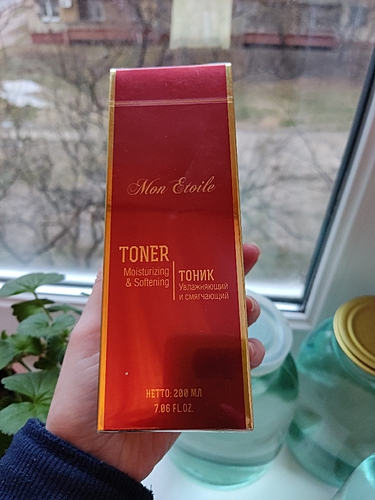 Mon Etoile
TONER
Moisturizing
& Softening
ТОНИК
Увлажняющий
и смягчающий
НЕТТО: 200 МЛ
7.06 FL.OZ.